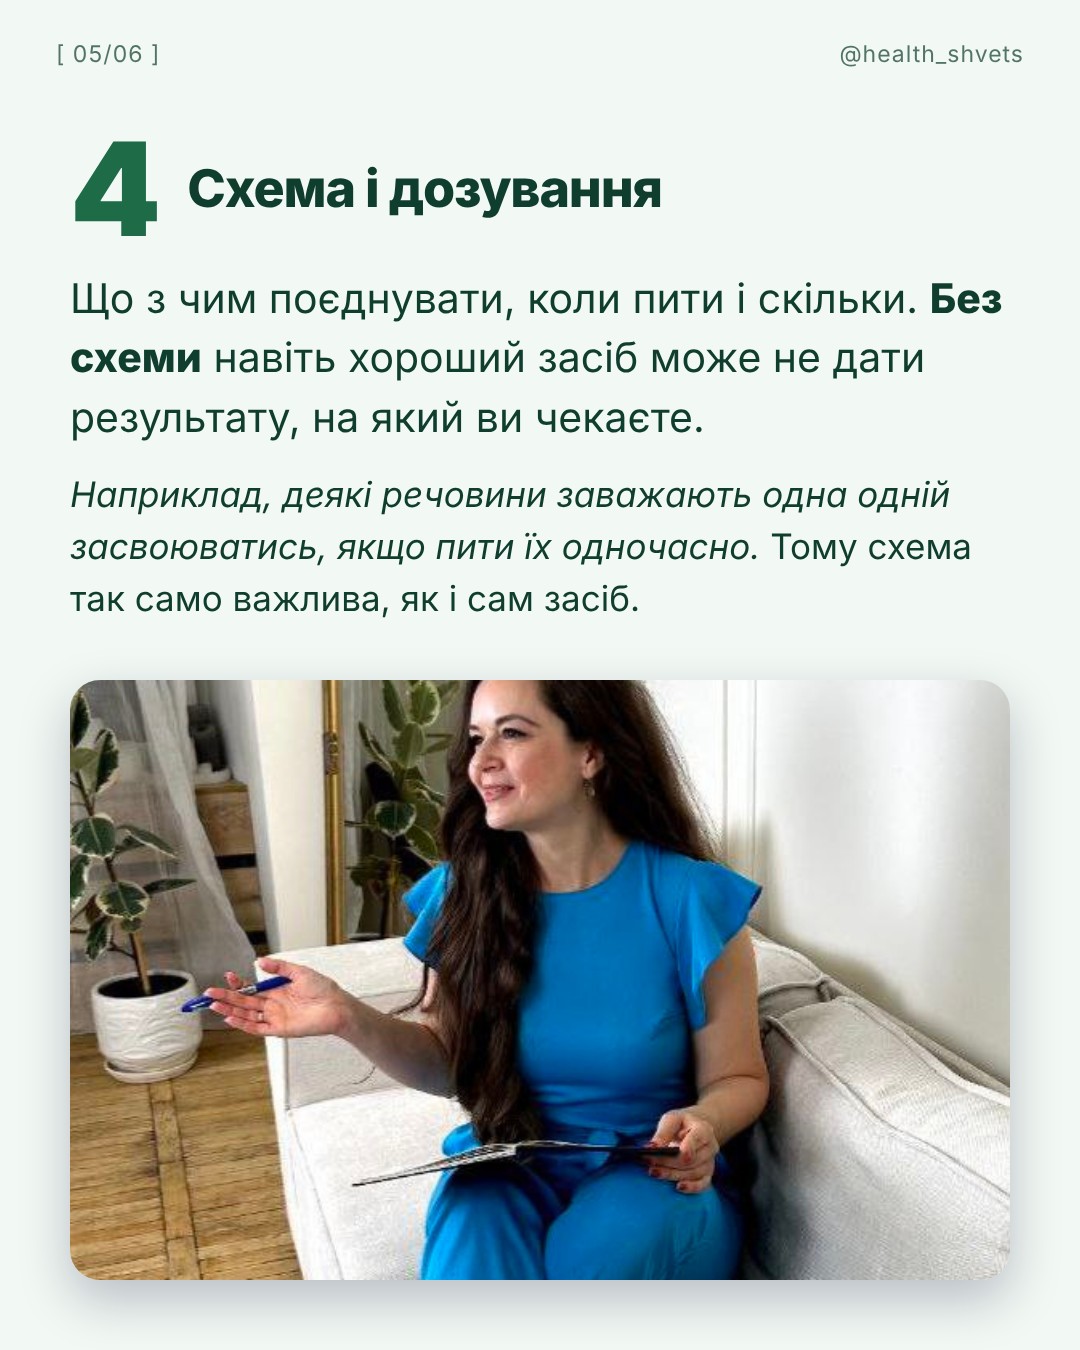 [ 05/06 ]
@health_shvets
4 Схема і дозування
Що з чим поєднувати, коли пити і скільки. Без
схеми навіть хороший засіб може не дати
результату, на який ви чекаєте.
Наприклад, деякі речовини заважають одна одній
засвоюватись, якщо пити їх одночасно. Тому схема
так само важлива, як і сам засіб.